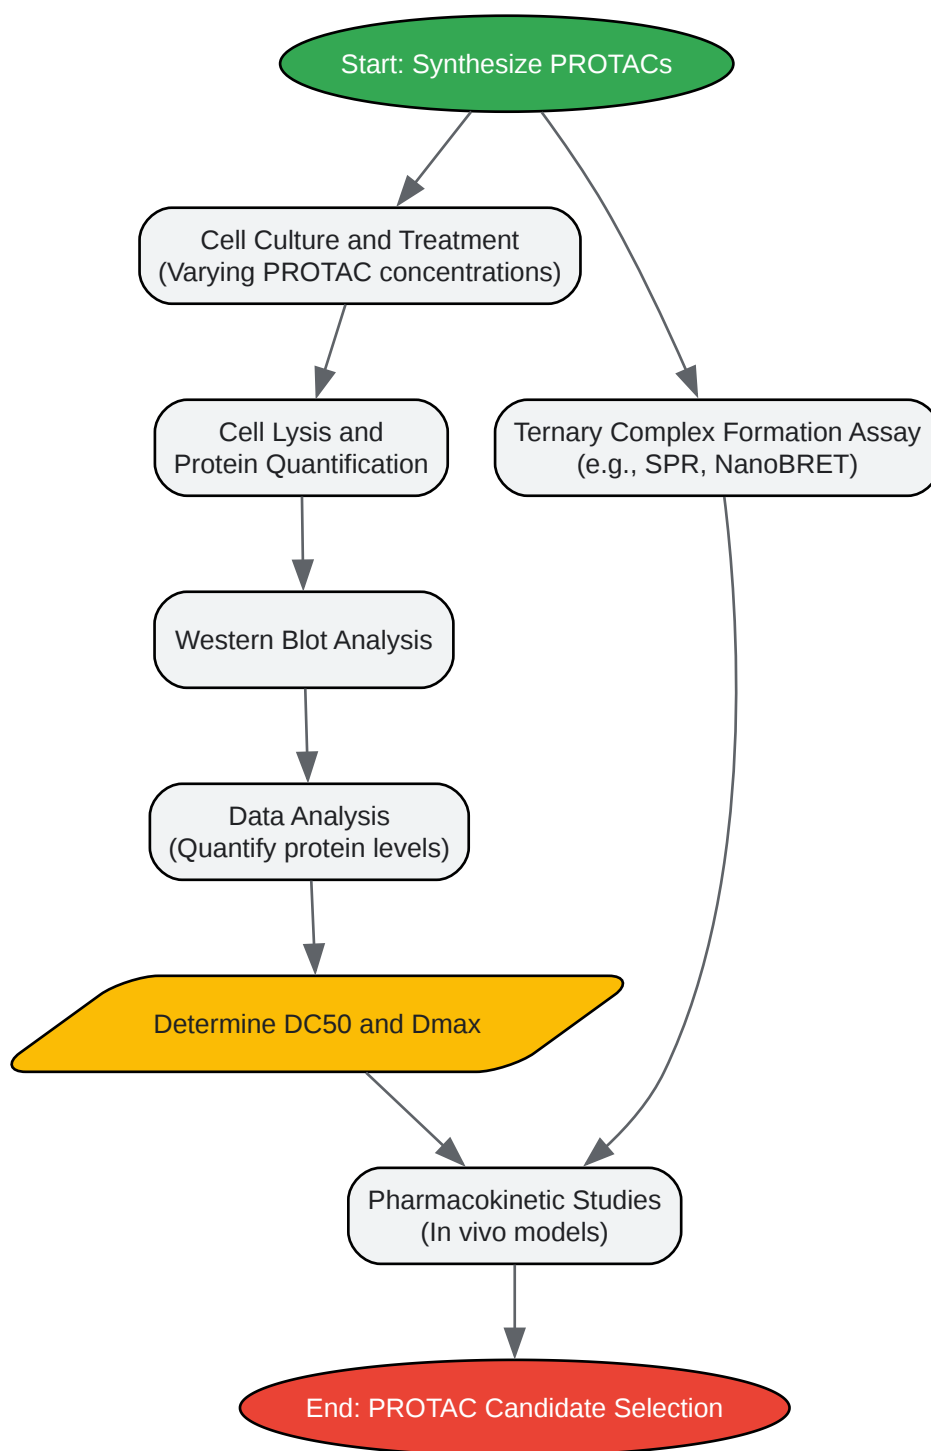 Start: Synthesize PROTACs
Cell Culture and Treatment
(Varying PROTAC concentrations)
Cell Lysis and
Protein Quantification
Ternary Complex Formation Assay
(e.g., SPR, NanoBRET)
Western Blot Analysis
Data Analysis
(Quantify protein levels)
Determine DC50 and Dmax
Pharmacokinetic Studies
(In vivo models)
End: PROTAC Candidate Selection